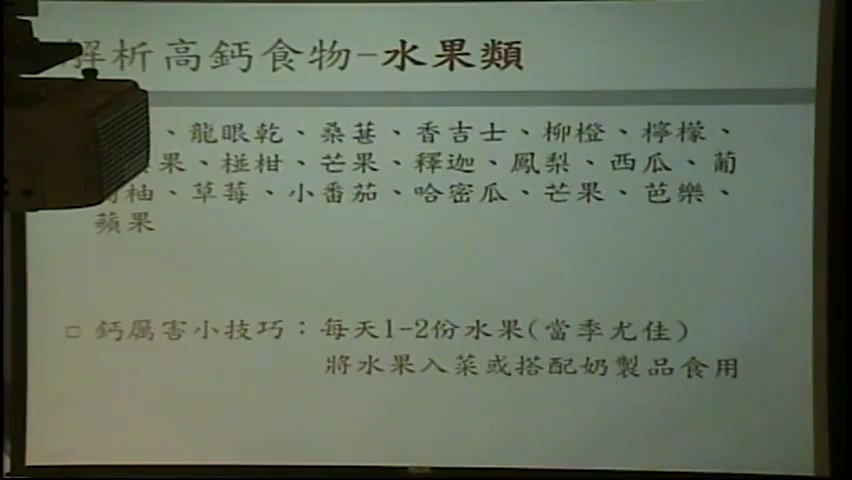 解析高鈣食物-水果類
、龍眼乾、桑葚、香吉士、柳橙、檸檬、
果、椪柑、芒果、釋迦、鳳梨、西瓜、葡
柚、草莓、小番茄、哈密瓜、芒果、芭樂、
蘋果
鈣厲害小技巧：每天1-2份水果(當季尤佳)
將水果入菜或搭配奶製品食用